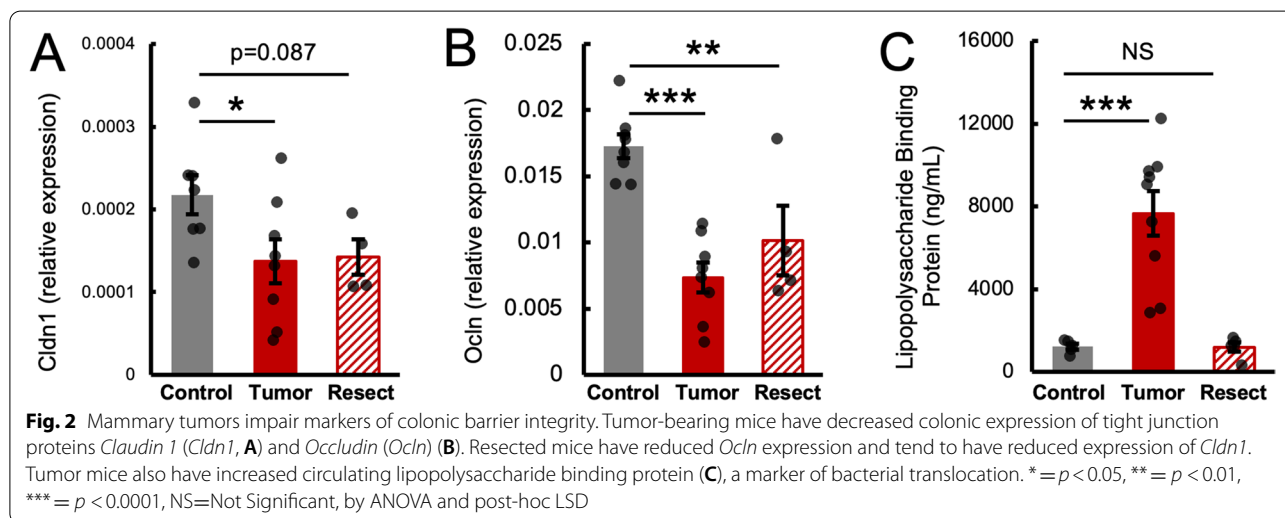 A
Cldn1 (relative expression)
0.0004
0.0003
0.0002
0.0001
0
p=0.087
*
Control Tumor Resect
B
Ocln (relative expression)
0.025
0.02
0.015
0.01
0.005
0
**
***
Control Tumor Resect
C
Lipopolysaccharide Binding
Protein (ng/mL)
16000
12000
8000
4000
0
NS
***
Control Tumor Resect
Fig. 2 Mammary tumors impair markers of colonic barrier integrity. Tumor-bearing mice have decreased colonic expression of tight junction
proteins Claudin 1 (Cldn1, A) and Occludin (Ocln) (B). Resected mice have reduced Ocln expression and tend to have reduced expression of Cldn1.
Tumor mice also have increased circulating lipopolysaccharide binding protein (C), a marker of bacterial translocation. * = p < 0.05, ** = p < 0.01,
*** = p < 0.0001, NS=Not Significant, by ANOVA and post-hoc LSD